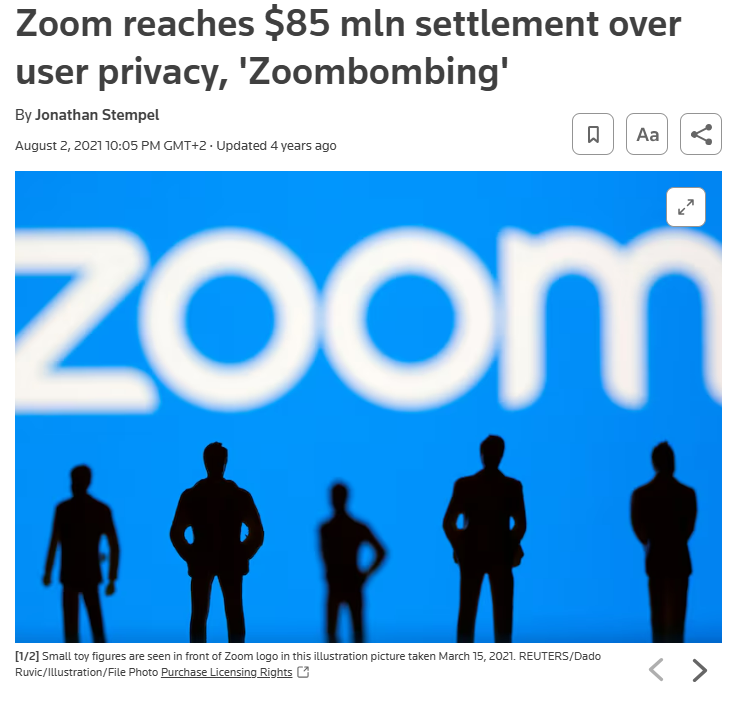 Zoom reaches $85 mln settlement over
user privacy, 'Zoombombing'
By Jonathan Stempel
August 2, 2021 10:05 PM GMT+2 · Updated 4 years ago
Aa
zoom
[1/2] Small toy figures are seen in front of Zoom logo in this illustration picture taken March 15, 2021. REUTERS/Dado
Ruvic/Illustration/File Photo Purchase Licensing Rights